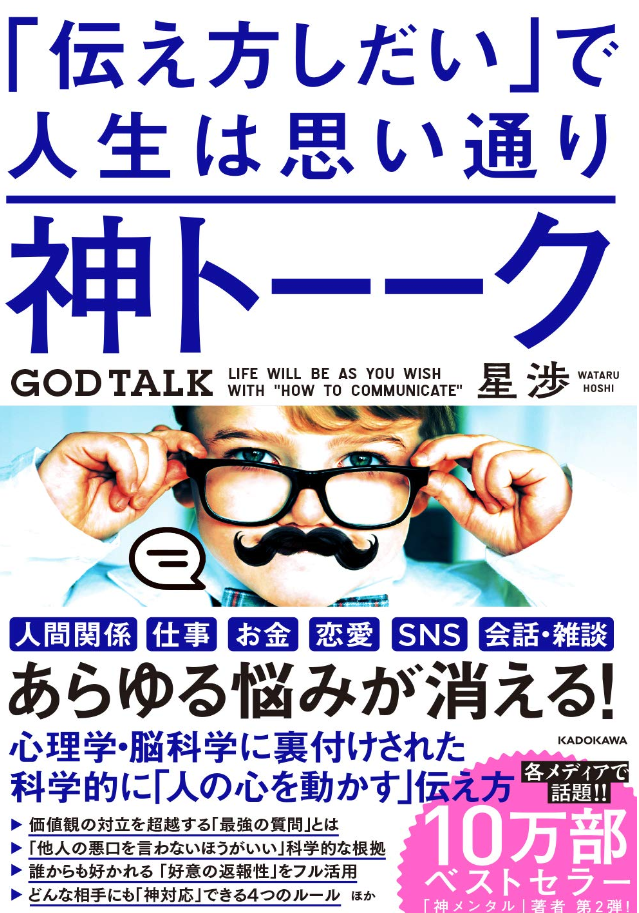 「伝え方しだい」で
人生は思い通り
神トーーク
GOD TALK
LIFE WILL BE AS YOU WISH
WITH "HOW TO COMMUNICATE"
星 渉
WATARU
HOSHI
人間関係 仕事 お金 恋愛 SNS 会話・雑談
あらゆる悩みが消える!
心理学・脳科学に裏付けされた
科学的に「人の心を動かす」伝え方
KADOKAWA
▶ 価値観の対立を超越する「最強の質問」とは
▶ 「他人の悪口を言わないほうがいい」科学的な根拠
▶ 誰からも好かれる「好意の返報性」をフル活用
▶ どんな相手にも「神対応」できる4つのルール ほか
各メディアで
話題!!
10万部
ベストセラー
「神メンタル」著者 第2弾!